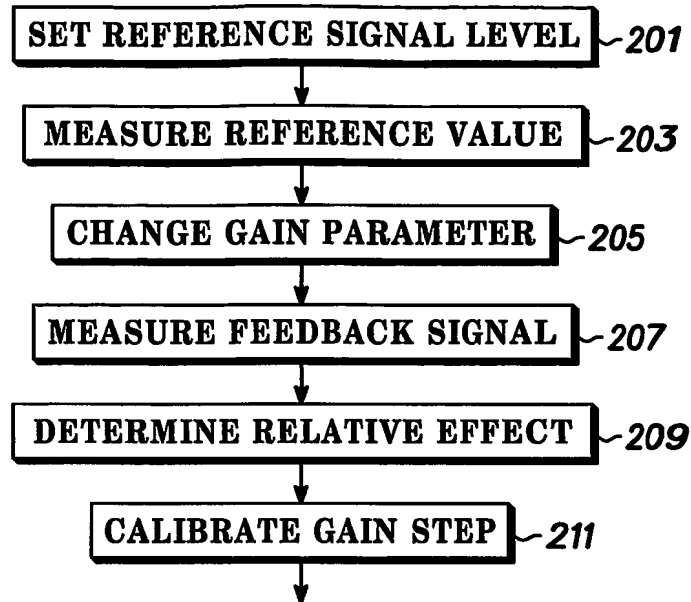 SET REFERENCE SIGNAL LEVEL 201
MEASURE REFERENCE VALUE 203
CHANGE GAIN PARAMETER 205
MEASURE FEEDBACK SIGNAL 207
DETERMINE RELATIVE EFFECT 209
CALIBRATE GAIN STEP 211